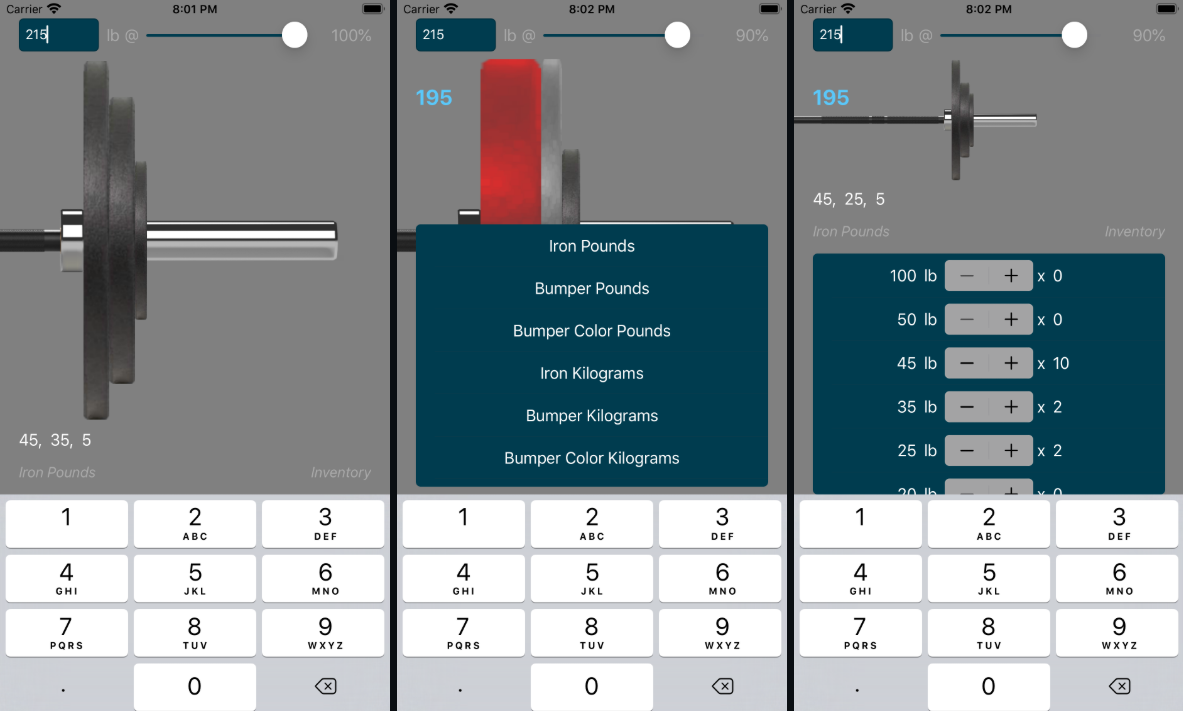 Carrier 8:01 PM
215 lb @ 100%
45, 35, 5
Iron Pounds Inventory
1
2 ABC
3 DEF
4 GHI
5 JKL
6 MNO
7 PQRS
8 TUV
9 WXYZ
.
0
Carrier 8:02 PM
215 lb @ 90%
195
Iron Pounds
Bumper Pounds
Bumper Color Pounds
Iron Kilograms
Bumper Kilograms
Bumper Color Kilograms
1
2 ABC
3 DEF
4 GHI
5 JKL
6 MNO
7 PQRS
8 TUV
9 WXYZ
.
0
Carrier 8:02 PM
215 lb @ 90%
195
45, 25, 5
Iron Pounds Inventory
100 lb − + x 0
50 lb − + x 0
45 lb − + x 10
35 lb − + x 2
25 lb − + x 2
20 lb − + x 0
1
2 ABC
3 DEF
4 GHI
5 JKL
6 MNO
7 PQRS
8 TUV
9 WXYZ
.
0